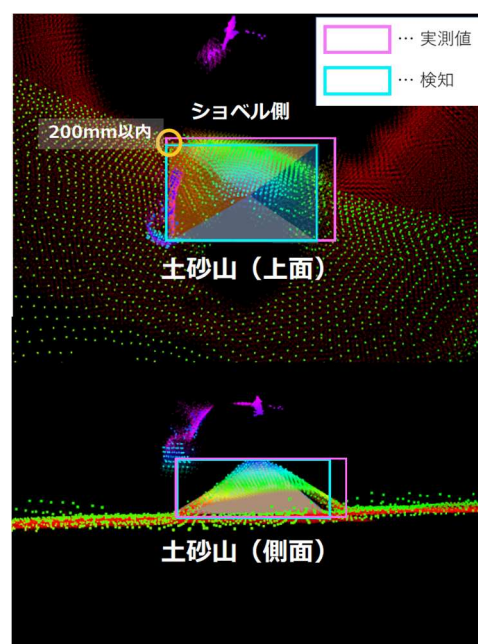 … 実測値
… 検知
ショベル側
200mm以内
土砂山（上面）
土砂山（側面）